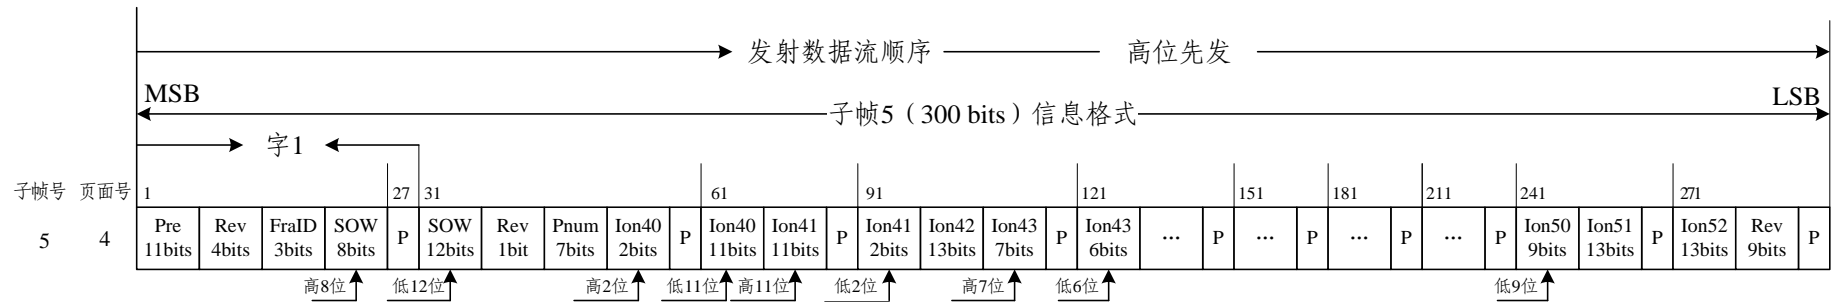 发射数据流顺序 高位先发
MSB LSB
子帧5（300 bits）信息格式
字1
子帧号 页面号 1 27 31 61 91 121 151 181 211 241 271
5 4 Pre Rev FraID SOW P SOW Rev Pnum Ion40 P Ion40 Ion41 P Ion41 Ion42 Ion43 P Ion43 … P … P … P … P Ion50 Ion51 P Ion52 Rev P
11bits 4bits 3bits 8bits 12bits 1bit 7bits 2bits 11bits 11bits 2bits 13bits 7bits 6bits 9bits 13bits 13bits 9bits
高8位 低12位 高2位 低11位 高11位 低2位 高7位 低6位 低9位